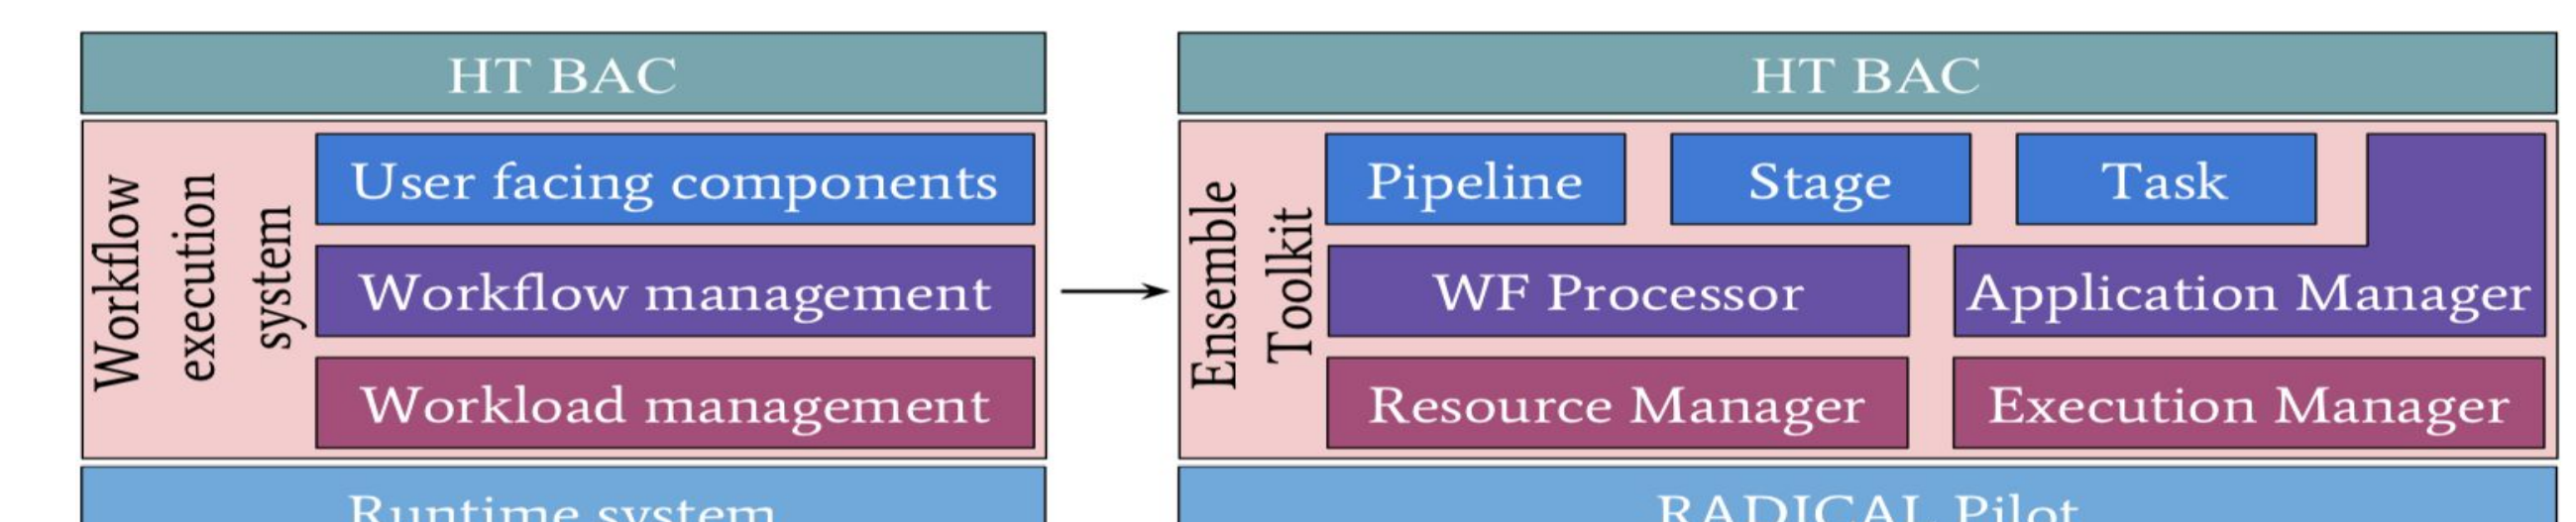 HT BAC
Workflow
execution
system
User facing components
Workflow management
Workload management
Runtime system
HT BAC
Ensemble
Toolkit
Pipeline
Stage
Task
WF Processor
Application Manager
Resource Manager
Execution Manager
RADICAL Pilot